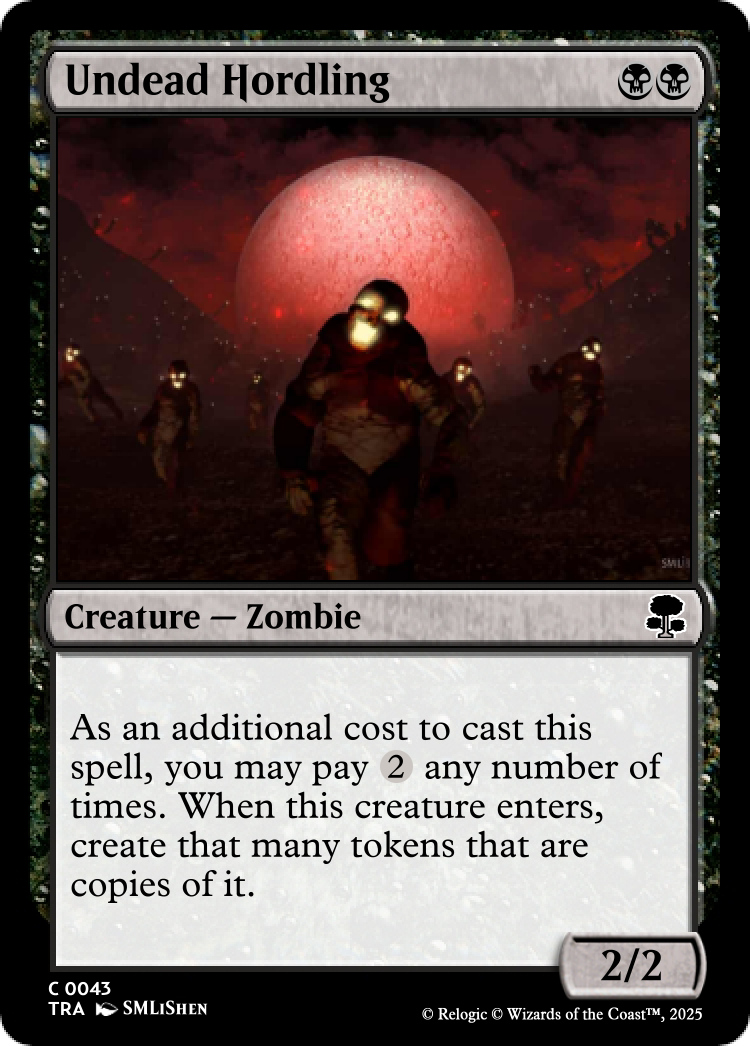 Undead Hordling
Creature — Zombie
As an additional cost to cast this
spell, you may pay 2 any number of
times. When this creature enters,
create that many tokens that are
copies of it.
2/2
C 0043
TRA SMLiShen
© Relogic © Wizards of the Coast™, 2025